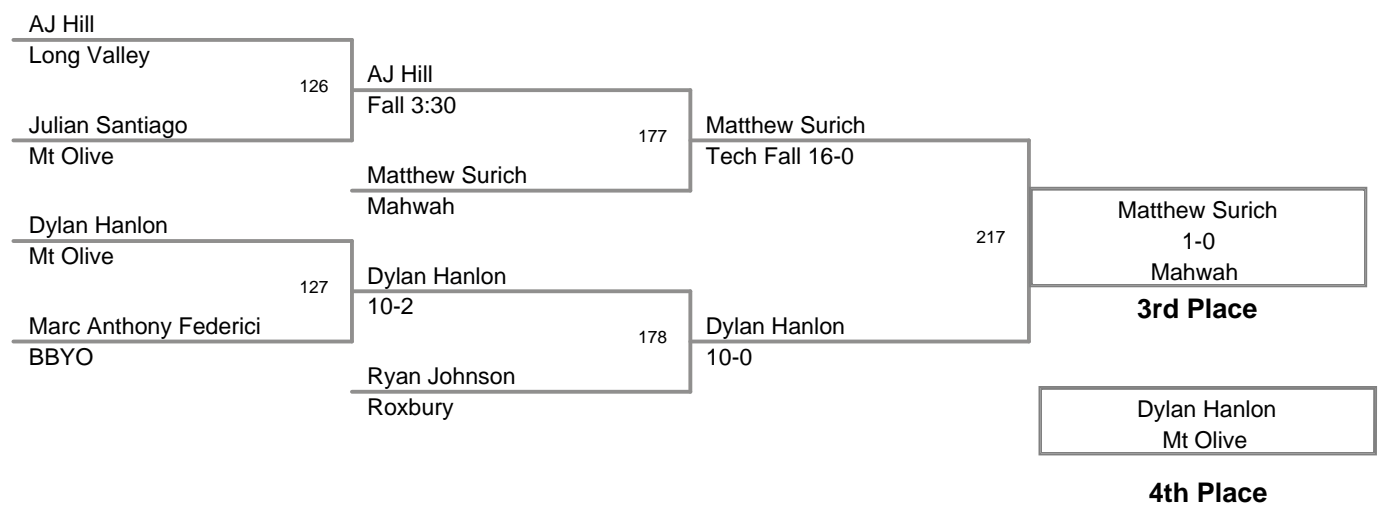 AJ Hill
Long Valley
126
Julian Santiago
Mt Olive
Dylan Hanlon
Mt Olive
127
Marc Anthony Federici
BBYO
AJ Hill
Fall 3:30
177
Matthew Surich
Mahwah
Dylan Hanlon
10-2
178
Ryan Johnson
Roxbury
Matthew Surich
Tech Fall 16-0
217
Dylan Hanlon
10-0
Matthew Surich
1-0
Mahwah
3rd Place
Dylan Hanlon
Mt Olive
4th Place